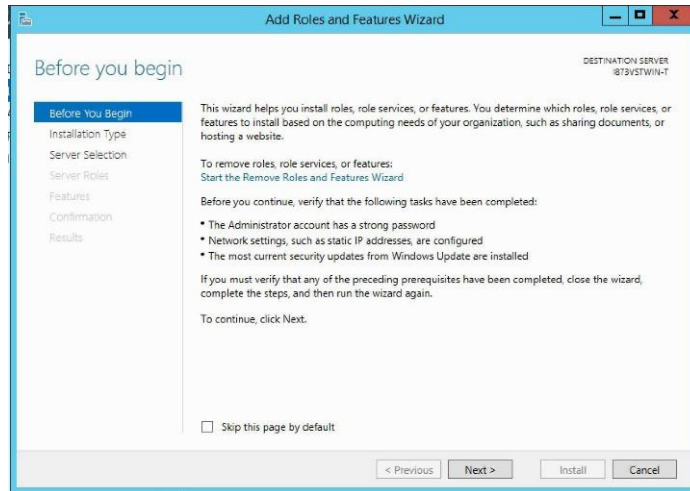 Add Roles and Features Wizard
Before you begin
DESTINATION SERVER
I873VSTWIN-T
Before You Begin
Installation Type
Server Selection
Server Roles
Features
Confirmation
Results
This wizard helps you install roles, role services, or features. You determine which roles, role services, or
features to install based on the computing needs of your organization, such as sharing documents, or
hosting a website.
To remove roles, role services, or features:
Start the Remove Roles and Features Wizard
Before you continue, verify that the following tasks have been completed:
• The Administrator account has a strong password
• Network settings, such as static IP addresses, are configured
• The most current security updates from Windows Update are installed
If you must verify that any of the preceding prerequisites have been completed, close the wizard,
complete the steps, and then run the wizard again.
To continue, click Next.
Skip this page by default
< Previous
Next >
Install
Cancel